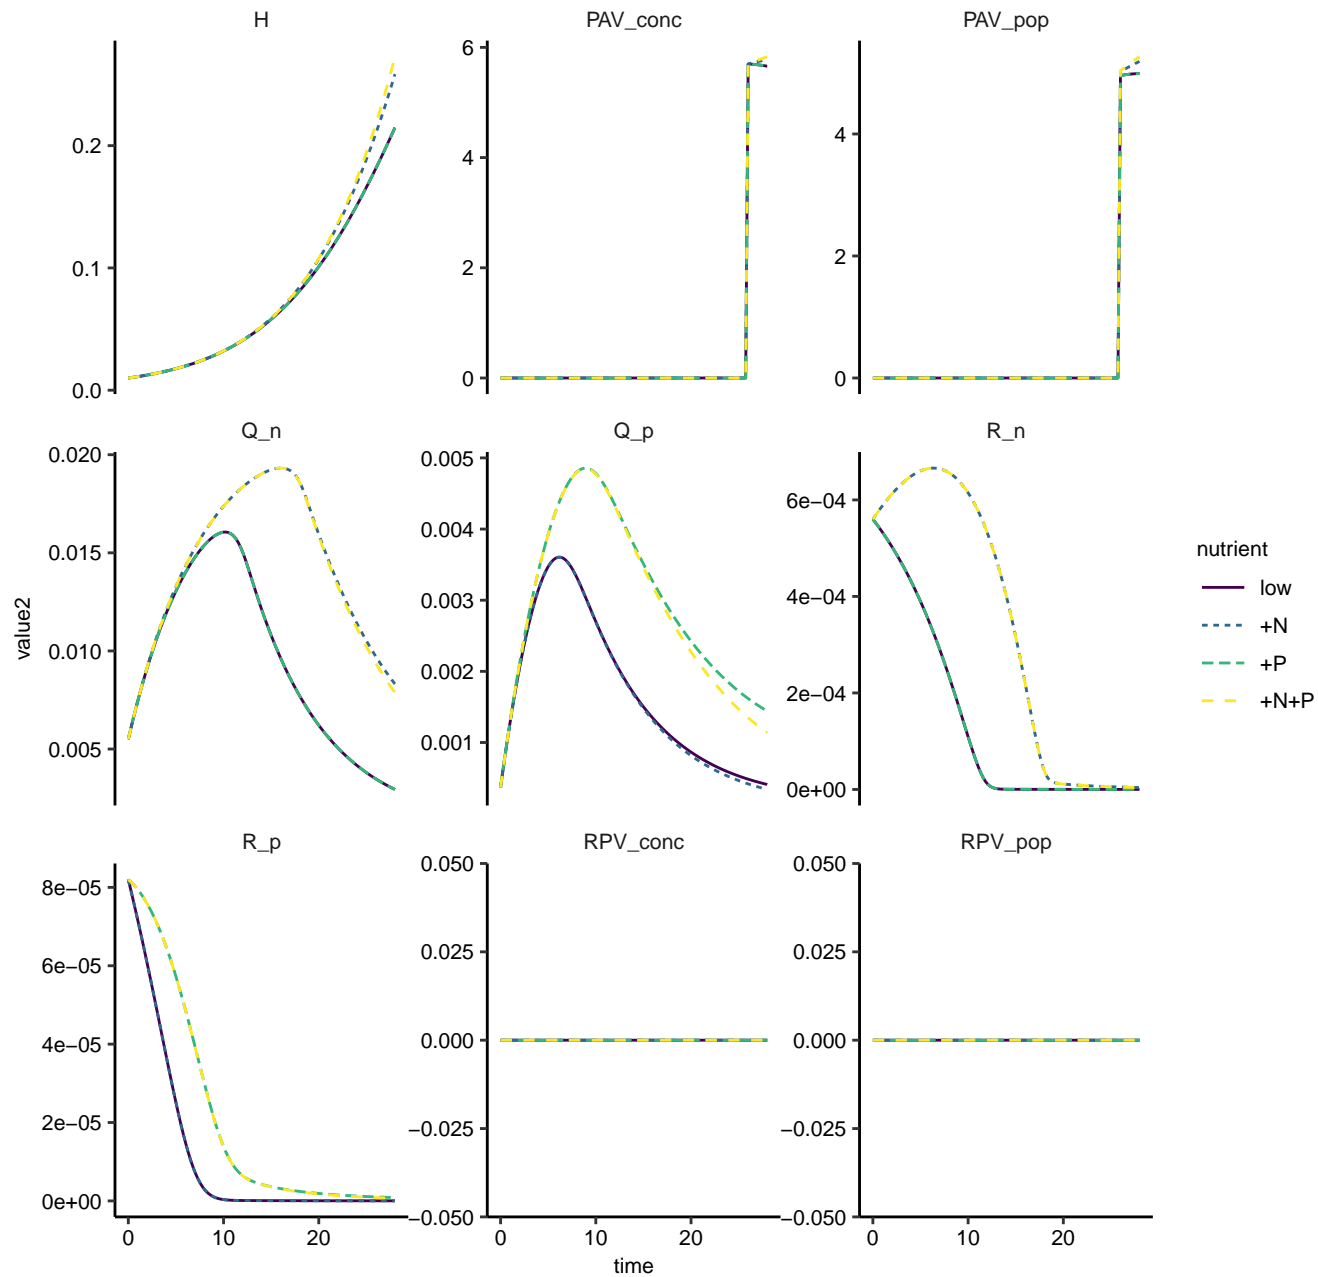 H
PAV_conc
PAV_pop
0.2
0.1
0.0
6
4
2
0
4
2
0
Q_n
Q_p
R_n
0.020
0.015
0.010
0.005
0.005
0.004
0.003
0.002
0.001
6e−04
4e−04
2e−04
0e+00
value2
nutrient
low
+N
+P
+N+P
R_p
RPV_conc
RPV_pop
8e−05
6e−05
4e−05
2e−05
0e+00
0.050
0.025
0.000
−0.025
−0.050
0.050
0.025
0.000
−0.025
−0.050
0 10 20
0 10 20
0 10 20
time